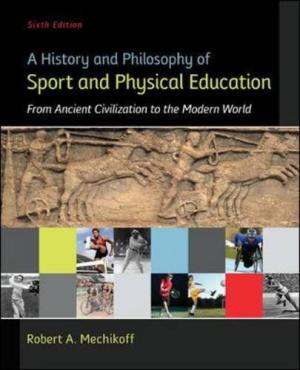 Sixth Edition
A History and Philosophy of
Sport and Physical Education
From Ancient Civilization to the Modern World
Robert A. Mechikoff